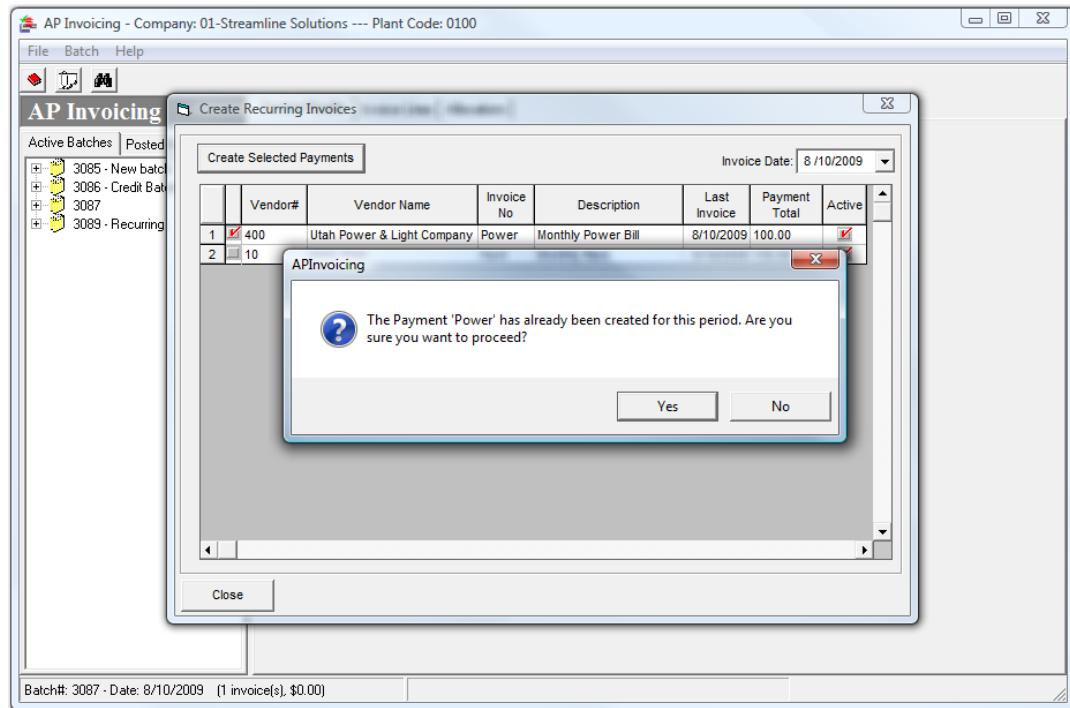 AP Invoicing - Company: 01-Streamline Solutions --- Plant Code: 0100
File Batch Help
AP Invoicing
Active Batches Posted
3085 - New batch
3086 - Credit Bat
3087
3089 - Recurring
Create Recurring Invoices
Create Selected Payments
Invoice Date: 8 /10/2009
Vendor# Vendor Name Invoice No Description Last Invoice Payment Total Active
1 400 Utah Power & Light Company Power Monthly Power Bill 8/10/2009 100.00
2 10
APInvoicing
The Payment 'Power' has already been created for this period. Are you
sure you want to proceed?
Yes No
Close
Batch#: 3087 - Date: 8/10/2009 (1 invoice(s), $0.00)